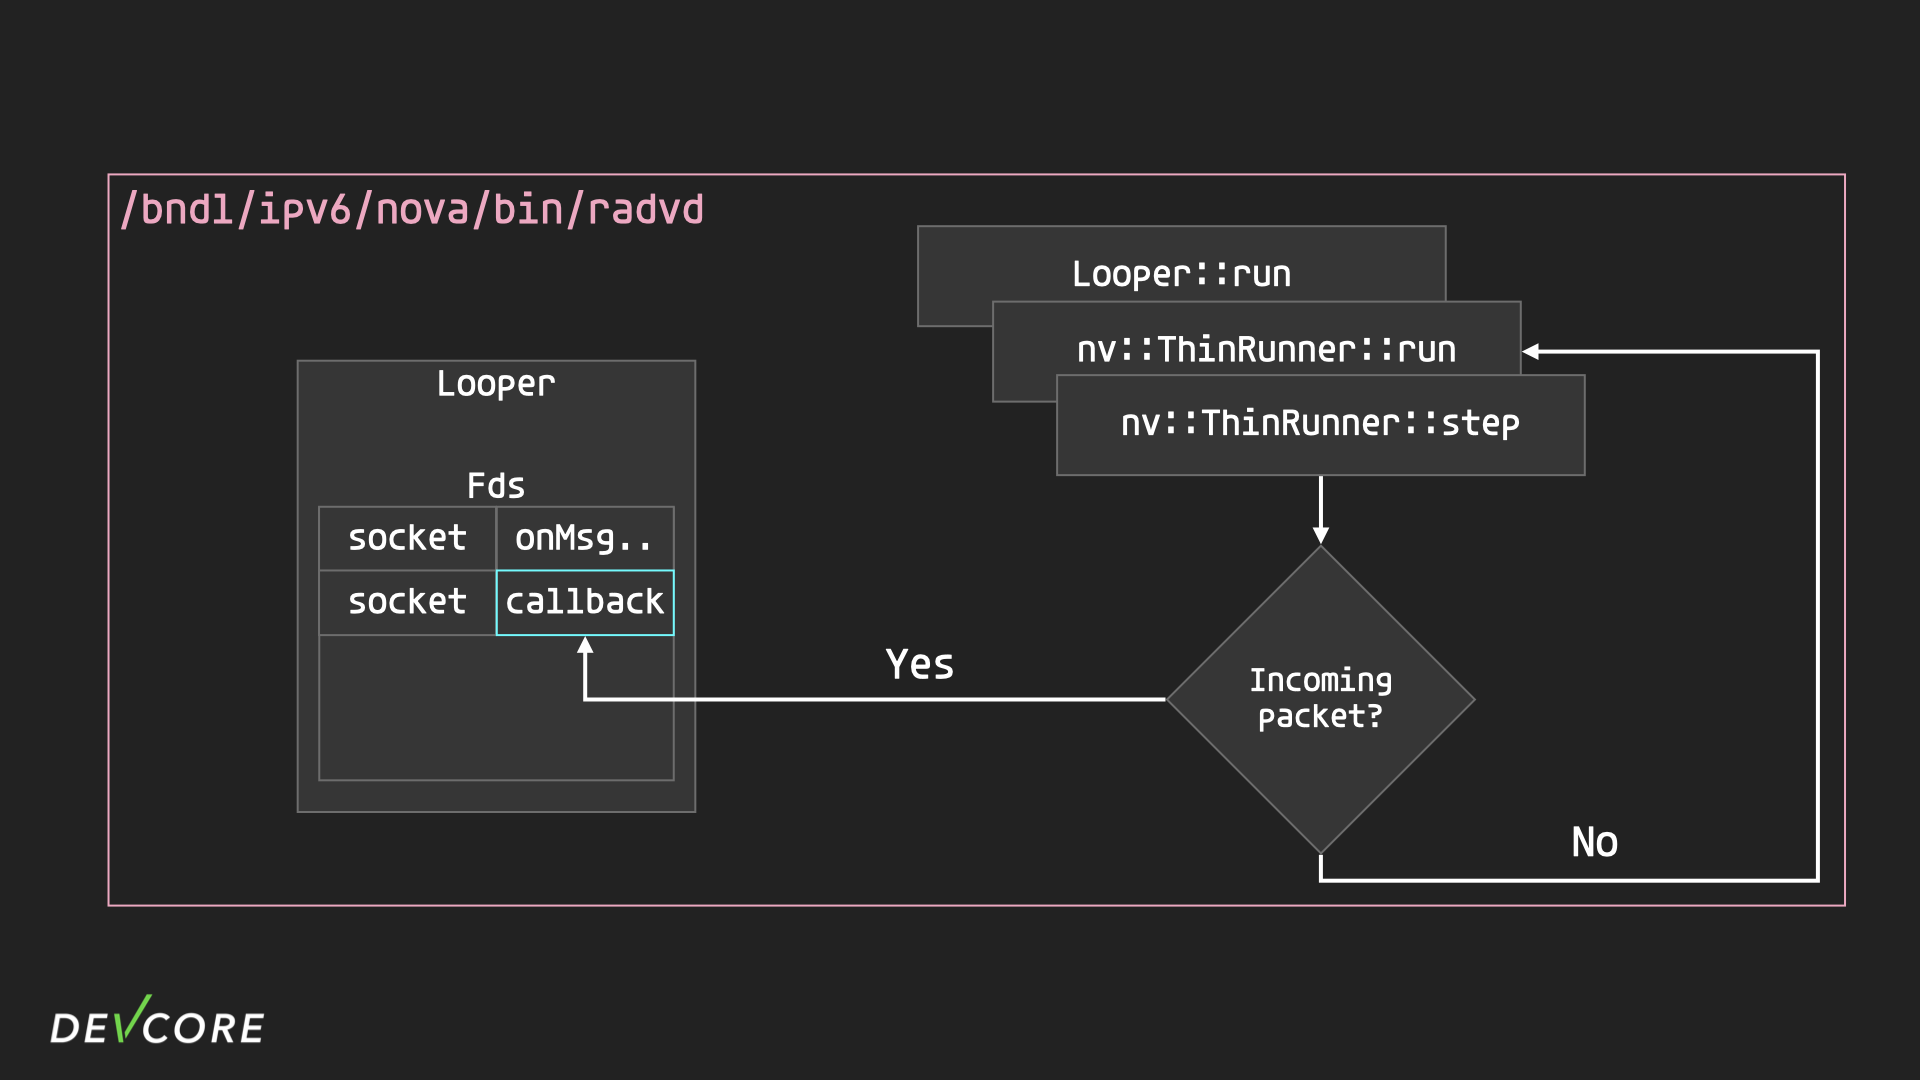 /bndl/ipv6/nova/bin/radvd
Looper::run
nv::ThinRunner::run
nv::ThinRunner::step
Looper
Fds
socket onMsg..
socket callback
Yes
Incoming
packet?
No
DEVCORE